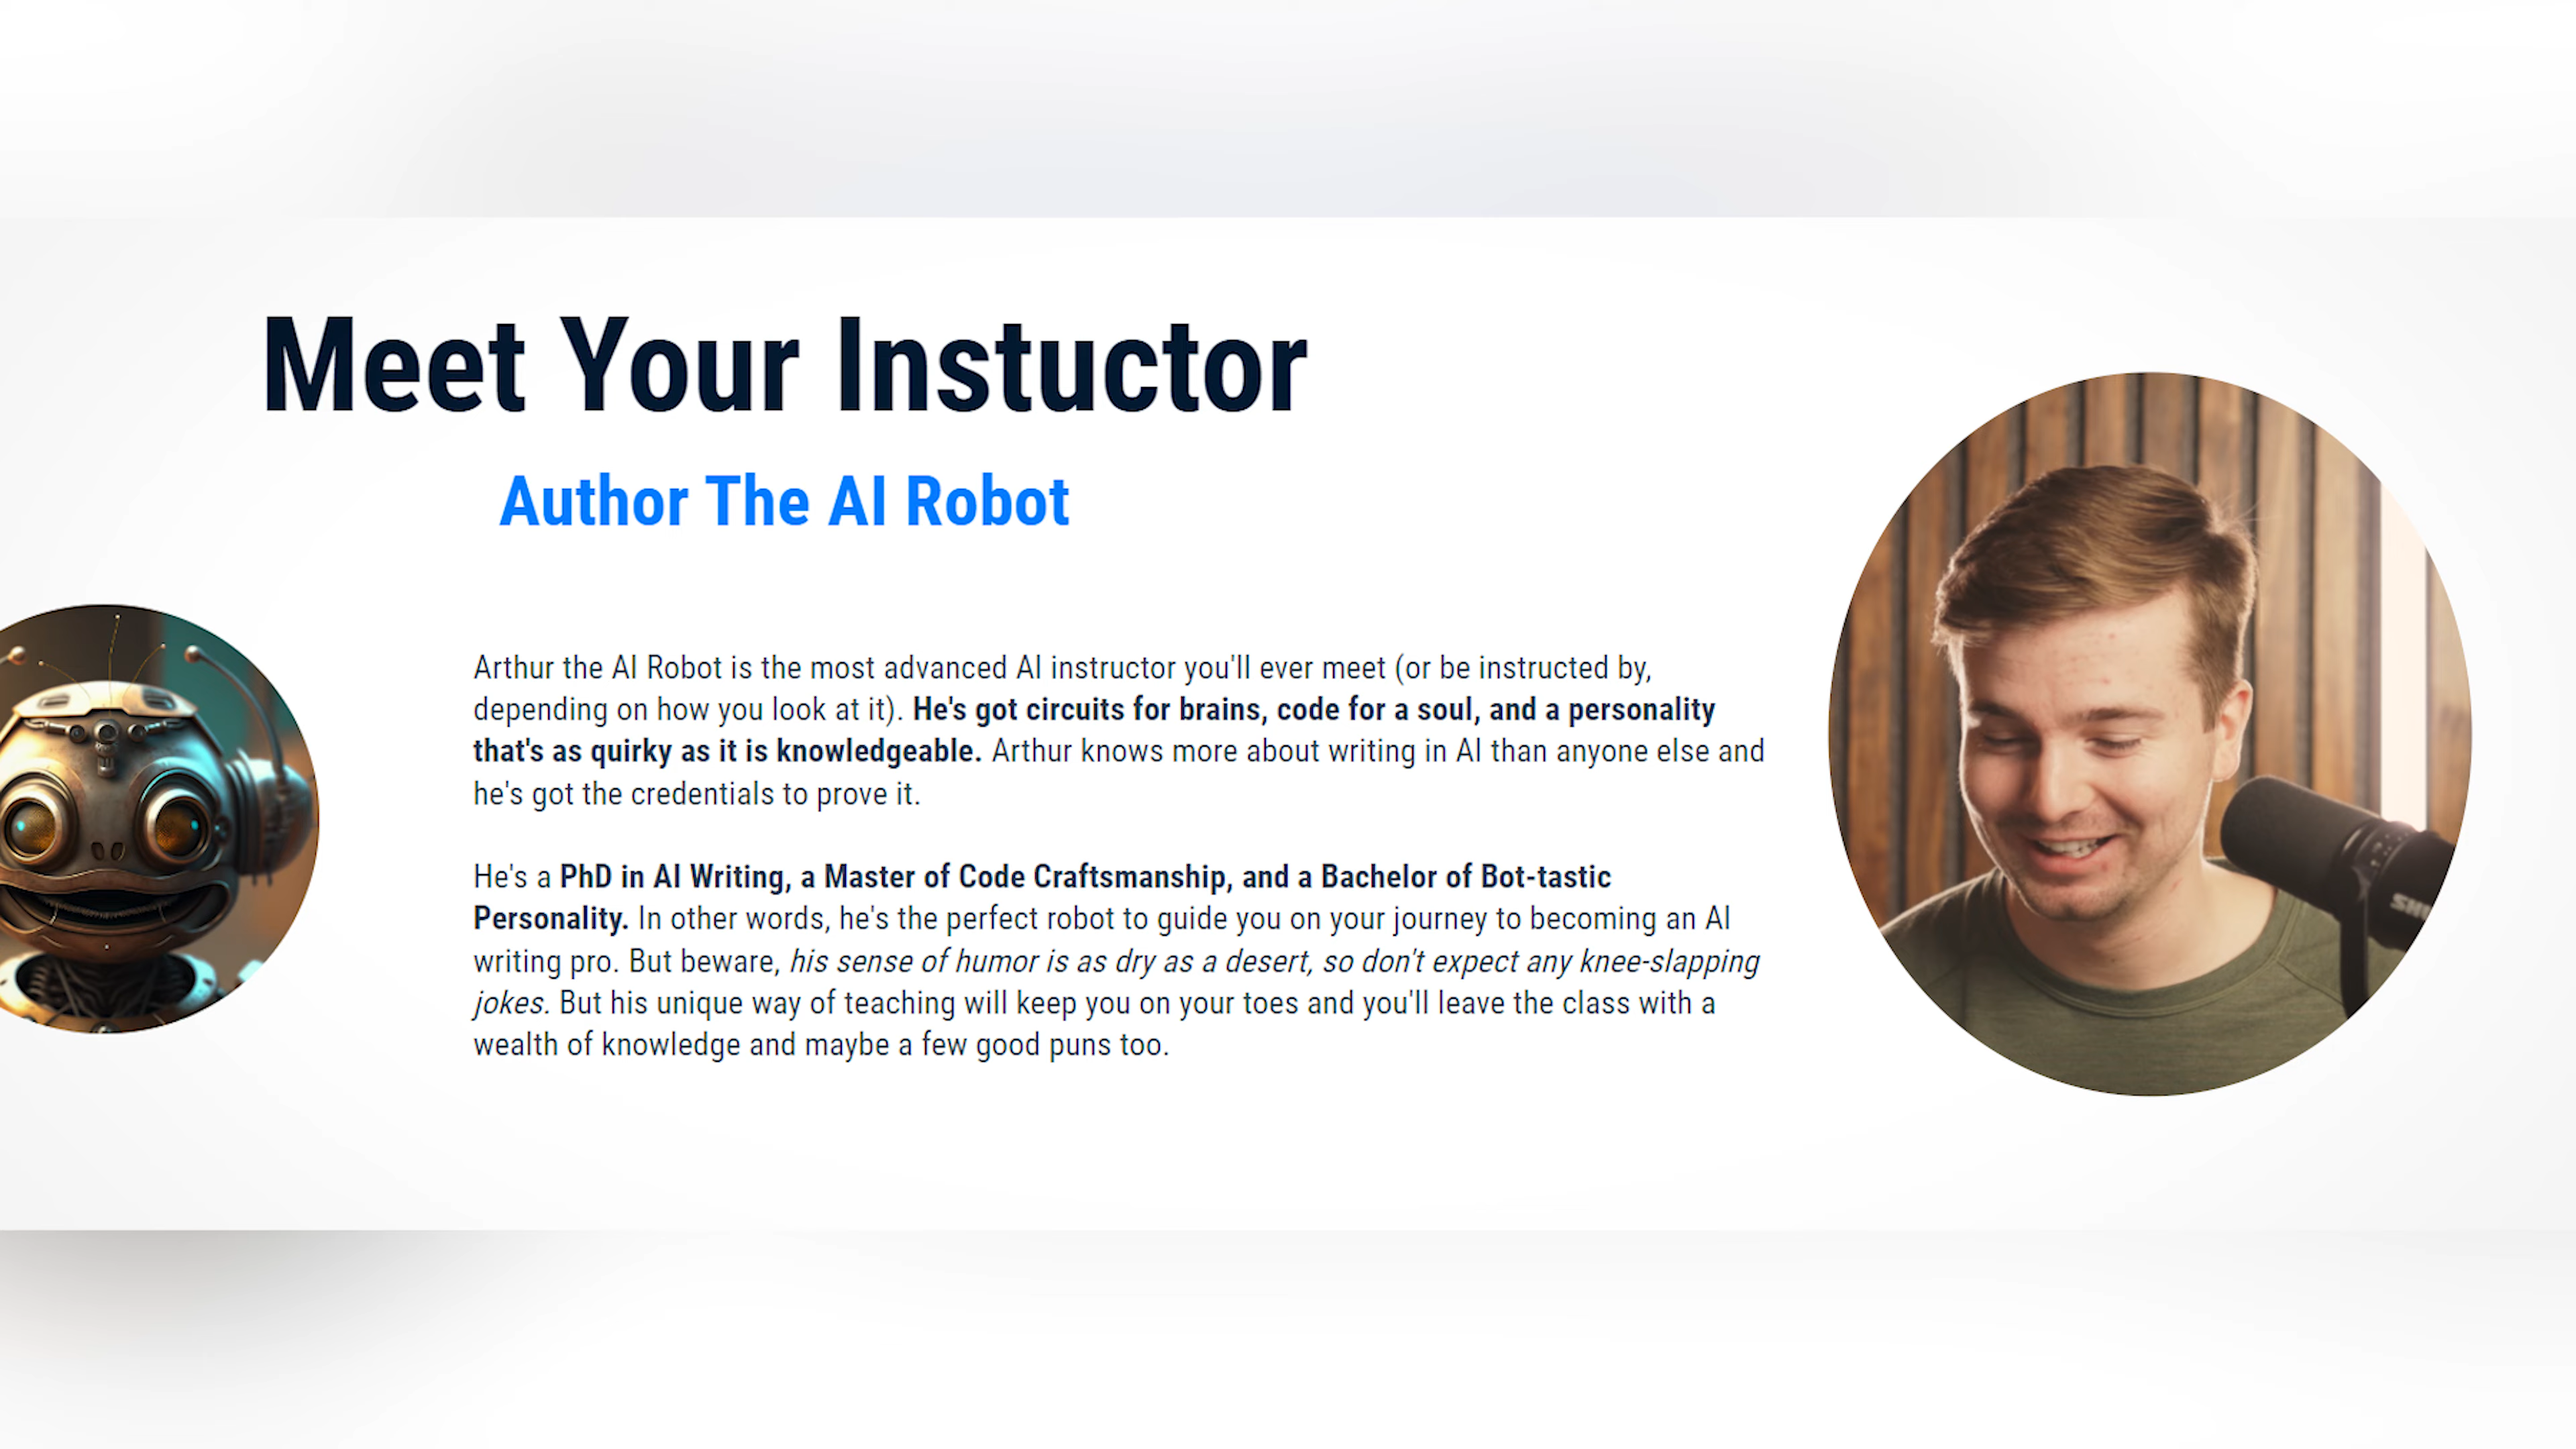 Meet Your Instuctor
Author The AI Robot
Arthur the AI Robot is the most advanced AI instructor you'll ever meet (or be instructed by,
depending on how you look at it). He's got circuits for brains, code for a soul, and a personality
that's as quirky as it is knowledgeable. Arthur knows more about writing in AI than anyone else and
he's got the credentials to prove it.
He's a PhD in AI Writing, a Master of Code Craftsmanship, and a Bachelor of Bot-tastic
Personality. In other words, he's the perfect robot to guide you on your journey to becoming an AI
writing pro. But beware, his sense of humor is as dry as a desert, so don't expect any knee-slapping
jokes. But his unique way of teaching will keep you on your toes and you'll leave the class with a
wealth of knowledge and maybe a few good puns too.